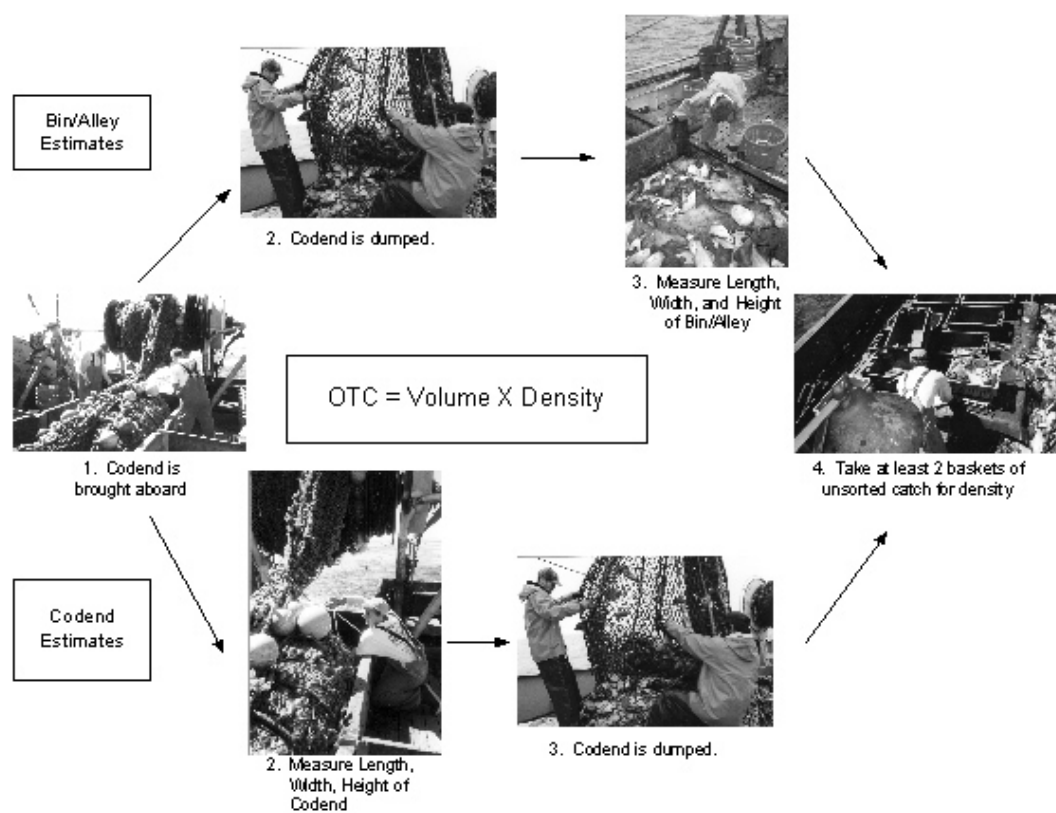 Bin/Alley
Estimates
2. Codend is dumped.
3. Measure Length,
Width, and Height
of Bin/Alley
OTC = Volume X Density
1. Codend is
brought aboard
4. Take at least 2 baskets of
unsorted catch for density
Codend
Estimates
2. Measure Length,
Width, Height of
Codend
3. Codend is dumped.